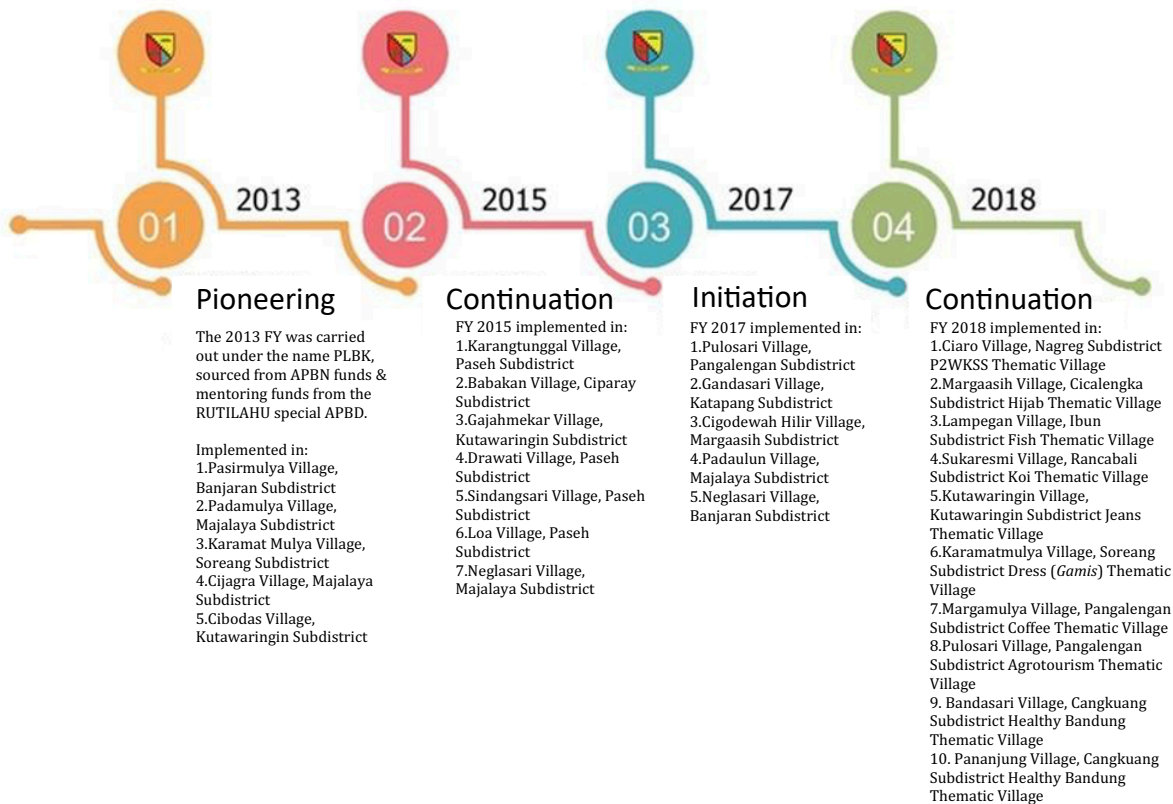 01
2013
02
2015
03
2017
04
2018
Pioneering
The 2013 FY was carried
out under the name PLBK,
sourced from APBN funds &
mentoring funds from the
RUTILAHU special APBD.
Implemented in:
1.Pasirmulya Village,
Banjaran Subdistrict
2.Padamulya Village,
Majalaya Subdistrict
3.Karamat Mulya Village,
Soreang Subdistrict
4.Cijagra Village, Majalaya
Subdistrict
5.Cibodas Village,
Kutawaringin Subdistrict
Continuation
FY 2015 implemented in:
1.Karangtunggal Village,
Paseh Subdistrict
2.Babakan Village, Ciparay
Subdistrict
3.Gajahmekar Village,
Kutawaringin Subdistrict
4.Drawati Village, Paseh
Subdistrict
5.Sindangsari Village, Paseh
Subdistrict
6.Loa Village, Paseh
Subdistrict
7.Neglasari Village,
Majalaya Subdistrict
Initiation
FY 2017 implemented in:
1.Pulosari Village,
Pangalengan Subdistrict
2.Gandasari Village,
Katapang Subdistrict
3.Cigodewah Hilir Village,
Margaasih Subdistrict
4.Padaulun Village,
Majalaya Subdistrict
5.Neglasari Village,
Banjaran Subdistrict
Continuation
FY 2018 implemented in:
1.Ciaro Village, Nagreg Subdistrict
P2WKSS Thematic Village
2.Margaasih Village, Cicalengka
Subdistrict Hijab Thematic Village
3.Lampegan Village, Ibun
Subdistrict Fish Thematic Village
4.Sukaresmi Village, Rancabali
Subdistrict Koi Thematic Village
5.Kutawaringin Village,
Kutawaringin Subdistrict Jeans
Thematic Village
6.Karamatmulya Village, Soreang
Subdistrict Dress (Gamis) Thematic
Village
7.Margamulya Village, Pangalengan
Subdistrict Coffee Thematic Village
8.Pulosari Village, Pangalengan
Subdistrict Agrotourism Thematic
Village
9. Bandasari Village, Cangkuang
Subdistrict Healthy Bandung
Thematic Village
10. Pananjung Village, Cangkuang
Subdistrict Healthy Bandung
Thematic Village